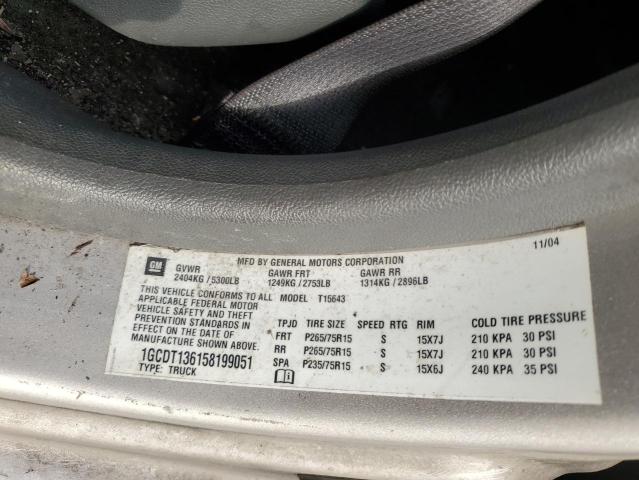 MFD BY GENERAL MOTORS CORPORATION 11/04
GM GVWR GAWR FRT GAWR RR
2404KG / 5300LB 1249KG / 2753LB 1314KG / 2896LB
THIS VEHICLE CONFORMS TO ALL MODEL T15643
APPLICABLE FEDERAL MOTOR
VEHICLE SAFETY AND THEFT
PREVENTION STANDARDS IN
EFFECT ON THE DATE OF
MANUFACTURE SHOWN ABOVE.
1GCDT136158199051
TYPE: TRUCK
TPJD TIRE SIZE SPEED RTG RIM COLD TIRE PRESSURE
FRT P265/75R15 S 15X7J 210 KPA 30 PSI
RR P265/75R15 S 15X7J 210 KPA 30 PSI
SPA P235/75R15 S 15X6J 240 KPA 35 PSI